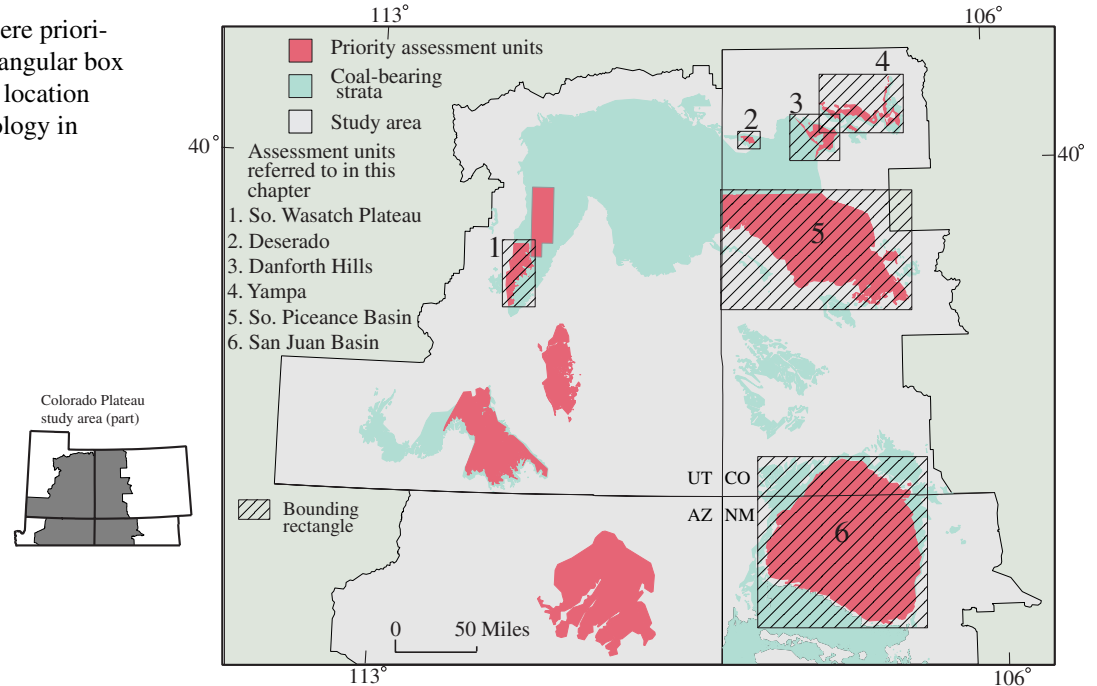 ere priori-
angular box
location
ology in
113°
106°
Priority assessment units
Coal-bearing
strata
Study area
40°
40°
Assessment units
referred to in this
chapter
1. So. Wasatch Plateau
2. Deserado
3. Danforth Hills
4. Yampa
5. So. Piceance Basin
6. San Juan Basin
4
3
2
1
5
Colorado Plateau
study area (part)
UT CO
AZ NM
Bounding
rectangle
6
0 50 Miles
113°
106°